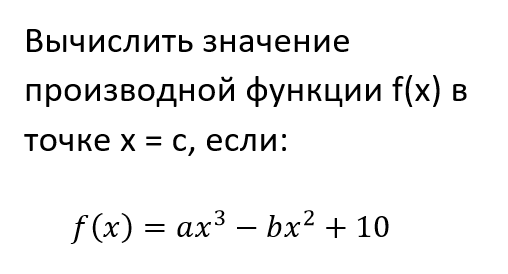 Вычислить значение
производной функции f(x) в
точке x = c, если:
f(x) = ax³ − bx² + 10